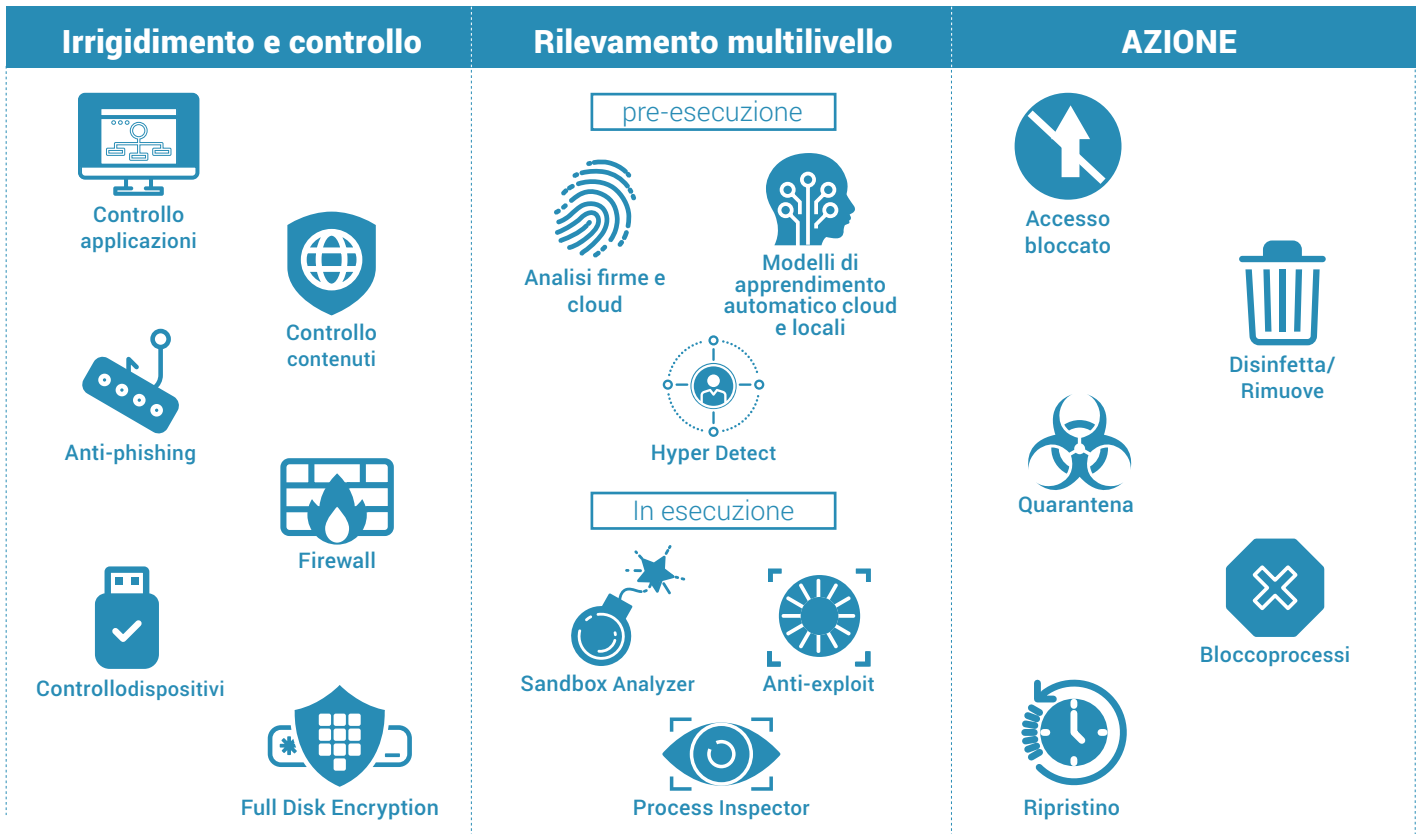 Irrigidimento e controllo
Controllo
applicazioni
Controllo
contenuti
Anti-phishing
Firewall
Controllodispositivi
Full Disk Encryption
Rilevamento multilivello
pre-esecuzione
Analisi firme e
cloud
Modelli di
apprendimento
automatico cloud
e locali
Hyper Detect
In esecuzione
Sandbox Analyzer
Anti-exploit
Process Inspector
AZIONE
Accesso
bloccato
Disinfetta/
Rimuove
Quarantena
Bloccoprocessi
Ripristino